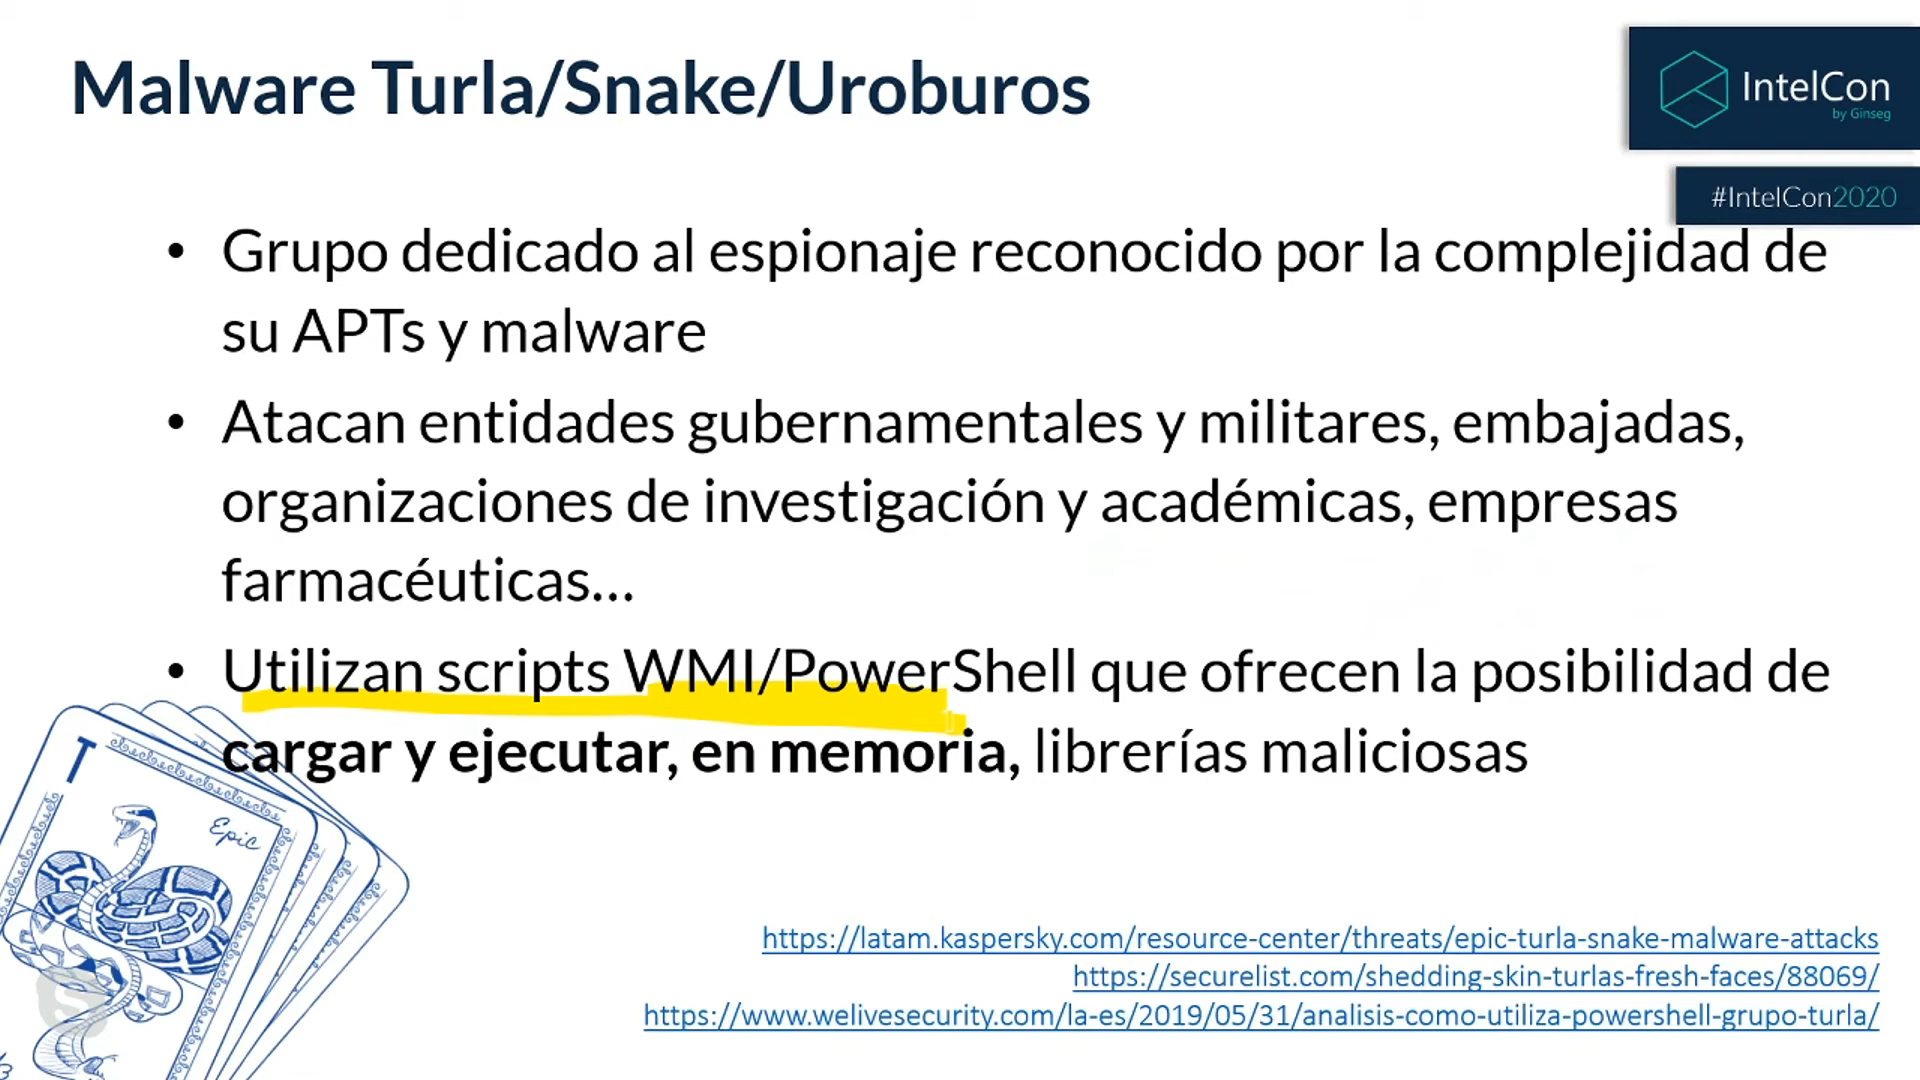 Malware Turla/Snake/Uroburos
IntelCon
by Ginseg
#IntelCon2020
• Grupo dedicado al espionaje reconocido por la complejidad de
su APTs y malware
• Atacan entidades gubernamentales y militares, embajadas,
organizaciones de investigación y académicas, empresas
farmacéuticas...
• Utilizan scripts WMI/PowerShell que ofrecen la posibilidad de
cargar y ejecutar, en memoria, librerías maliciosas
T
Epic
https://latam.kaspersky.com/resource-center/threats/epic-turla-snake-malware-attacks
https://securelist.com/shedding-skin-turlas-fresh-faces/88069/
https://www.welivesecurity.com/la-es/2019/05/31/analisis-como-utiliza-powershell-grupo-turla/